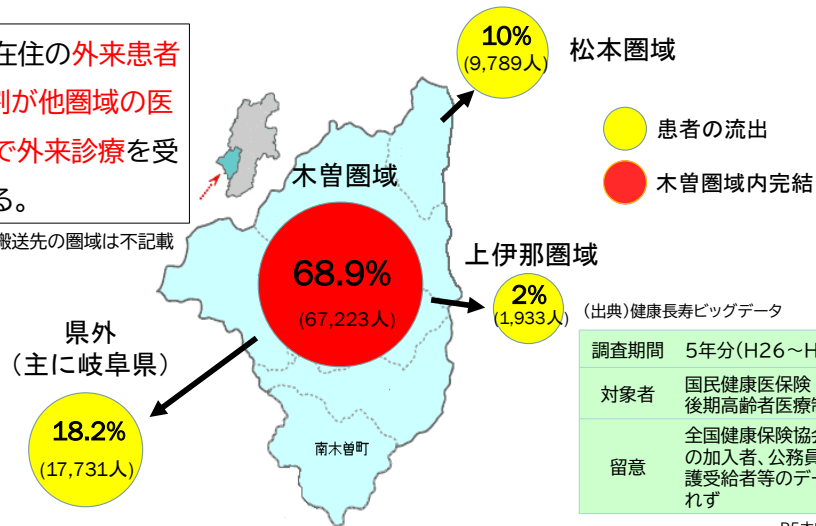 在住の外来患者
割が他圏域の医
で外来診療を受
る。
搬送先の圏域は不記載
10%
(9,789人)
松本圏域
患者の流出
木曽圏域内完結
木曽圏域
68.9%
(67,223人)
上伊那圏域
2%
(1,933人)
(出典)健康長寿ビッグデータ
県外
(主に岐阜県)
18.2%
(17,731人)
南木曽町
調査期間 5年分(H26～H
対象者 国民健康医保険
後期高齢者医療制
留意 全国健康保険協会
の加入者、公務員
護受給者等のデー
れず